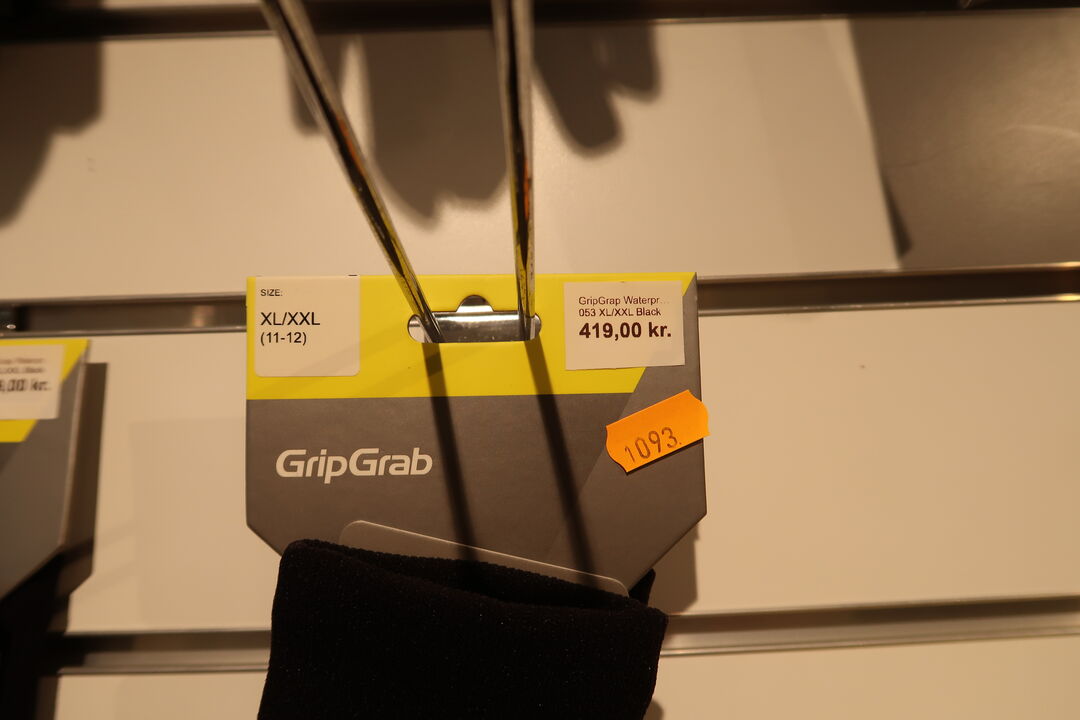 SIZE:
XL/XXL
(11-12)
GripGrap Waterpr...
053 XL/XXL Black
419,00 kr.
1093.
GripGrab